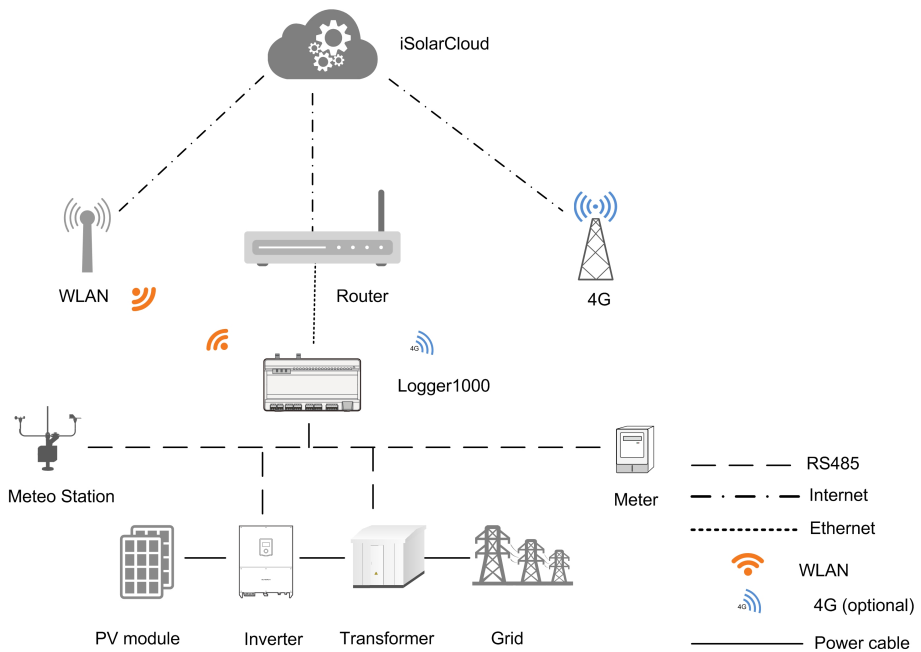 iSolarCloud
WLAN
Router
4G
4G
Logger1000
Meteo Station
Meter
RS485
Internet
Ethernet
WLAN
4G
4G (optional)
PV module
Inverter
Transformer
Grid
Power cable